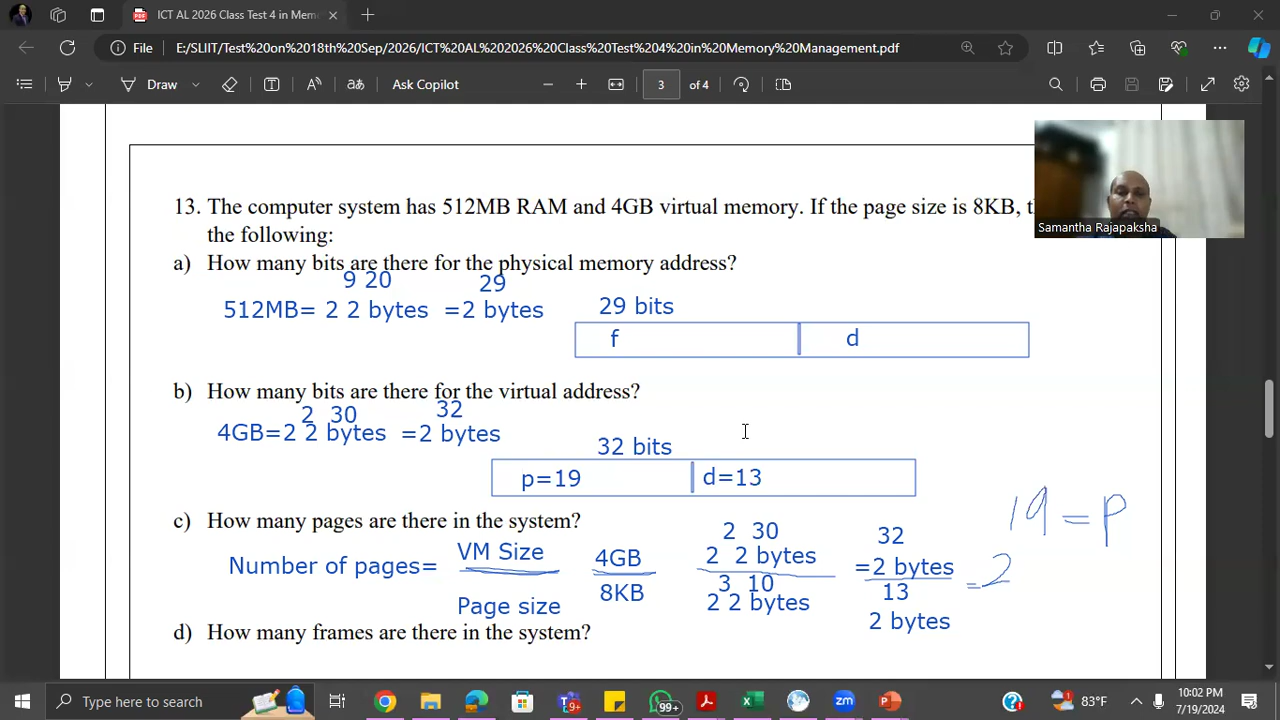 ICT AL 2026 Class Test 4 in Mem
File
E:/SLIIT/Test%20on%2018th%20Sep/2026/ICT%20AL%202026%20Class%20Test%204%20in%20Memory%20Management.pdf
Draw
aあ
Ask Copilot
3 of 4
Samantha Rajapaksha
13. The computer system has 512MB RAM and 4GB virtual memory. If the page size is 8KB,
the following:
a) How many bits are there for the physical memory address?
9 20 29
512MB= 2 2 bytes =2 bytes
29 bits
f d
b) How many bits are there for the virtual address?
2 30 32
4GB=2 2 bytes =2 bytes
32 bits
p=19 d=13
c) How many pages are there in the system?
19=P
Number of pages= VM Size 4GB 2 30 32
2 2 bytes =2 bytes =2
Page size 8KB 3 10 13
2 2 bytes 2 bytes
d) How many frames are there in the system?
Type here to search
9+
99+
zm
83°F
10:02 PM
7/19/2024